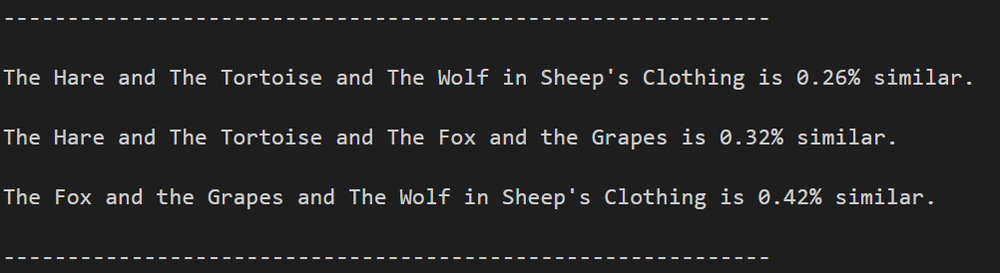 ------------------------------------------------------------
The Hare and The Tortoise and The Wolf in Sheep's Clothing is 0.26% similar.
The Hare and The Tortoise and The Fox and the Grapes is 0.32% similar.
The Fox and the Grapes and The Wolf in Sheep's Clothing is 0.42% similar.
------------------------------------------------------------